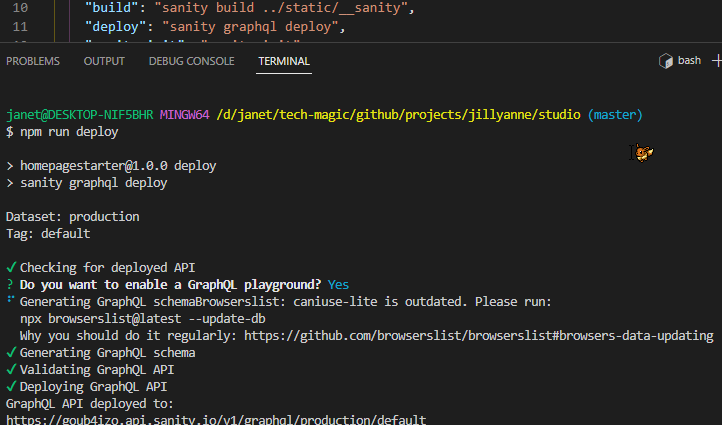 10 "build": "sanity build ../static/__sanity",
11 "deploy": "sanity graphql deploy",
PROBLEMS OUTPUT DEBUG CONSOLE TERMINAL bash
janet@DESKTOP-NIF5BHR MINGW64 /d/janet/tech-magic/github/projects/jillyanne/studio (master)
$ npm run deploy
> homepagestarter@1.0.0 deploy
> sanity graphql deploy
Dataset: production
Tag: default
✓ Checking for deployed API
? Do you want to enable a GraphQL playground? Yes
Generating GraphQL schemaBrowserslist: caniuse-lite is outdated. Please run:
npx browserslist@latest --update-db
Why you should do it regularly: https://github.com/browserslist/browserslist#browsers-data-updating
✓ Generating GraphQL schema
✓ Validating GraphQL API
✓ Deploying GraphQL API
GraphQL API deployed to:
https://goub4izo.api.sanity.io/v1/graphql/production/default